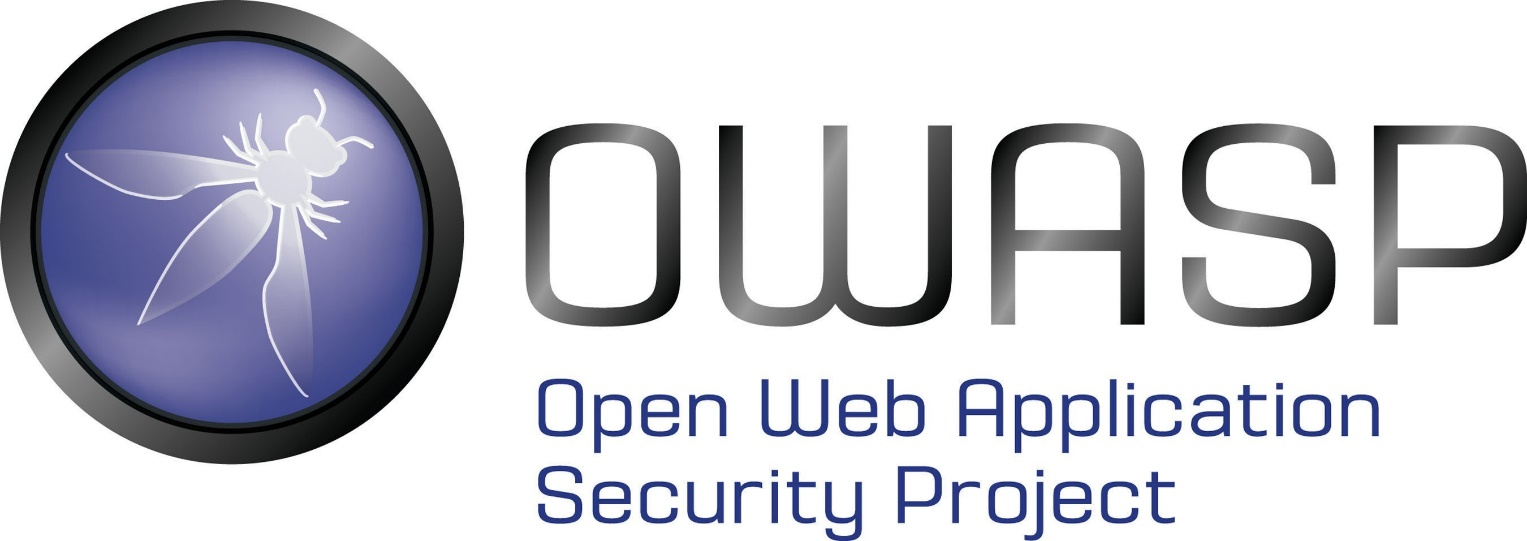 OWASP
Open Web Application
Security Project